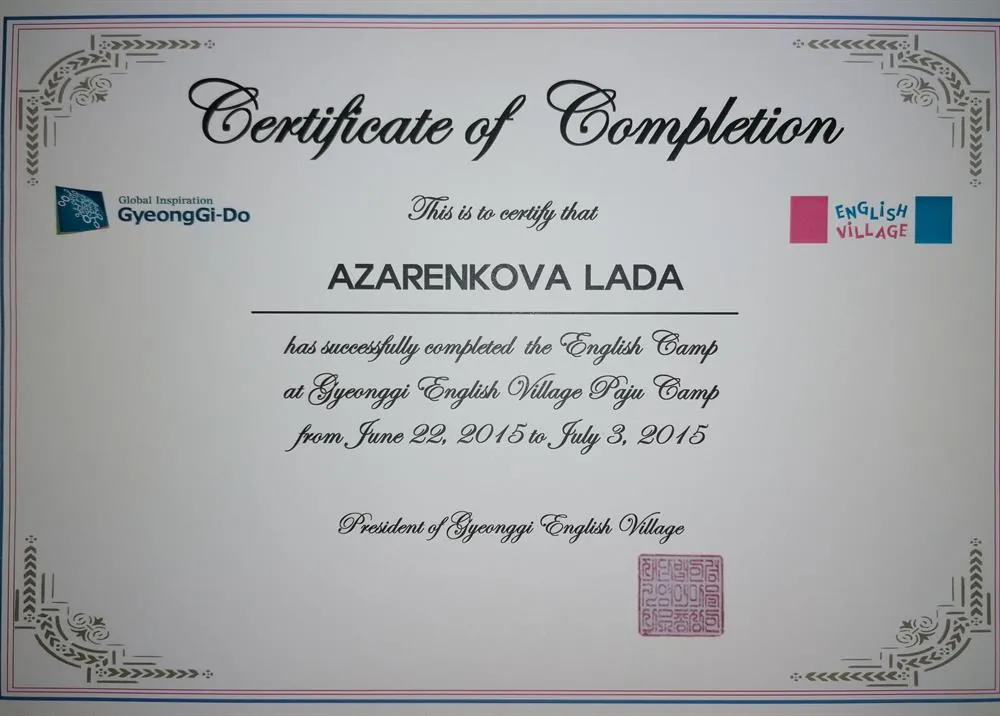 Certificate of Completion
Global Inspiration
GyeongGi-Do
This is to certify that
ENGLiSH
ViLLAGE
AZARENKOVA LADA
has successfully completed the English Camp
at Gyeonggi English Village Paju Camp
from June 22, 2015 to July 3, 2015
President of Gyeonggi English Village